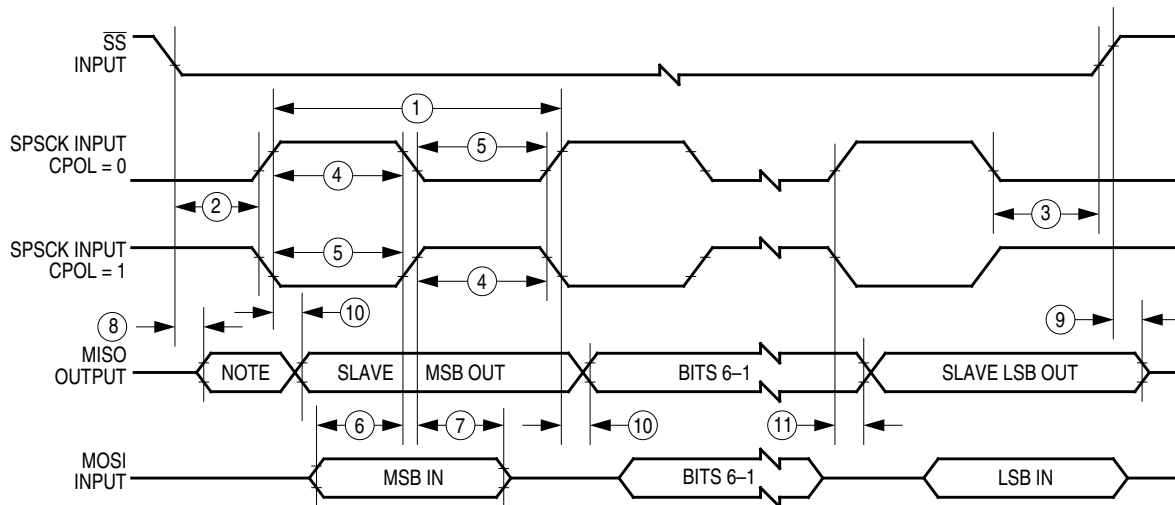 SS
INPUT
1
SPSCK INPUT
CPOL = 0
5
4
2
3
SPSCK INPUT
CPOL = 1
5
4
8
10
9
MISO
OUTPUT
NOTE
SLAVE
MSB OUT
BITS 6–1
SLAVE LSB OUT
6
7
10
11
MOSI
INPUT
MSB IN
BITS 6–1
LSB IN